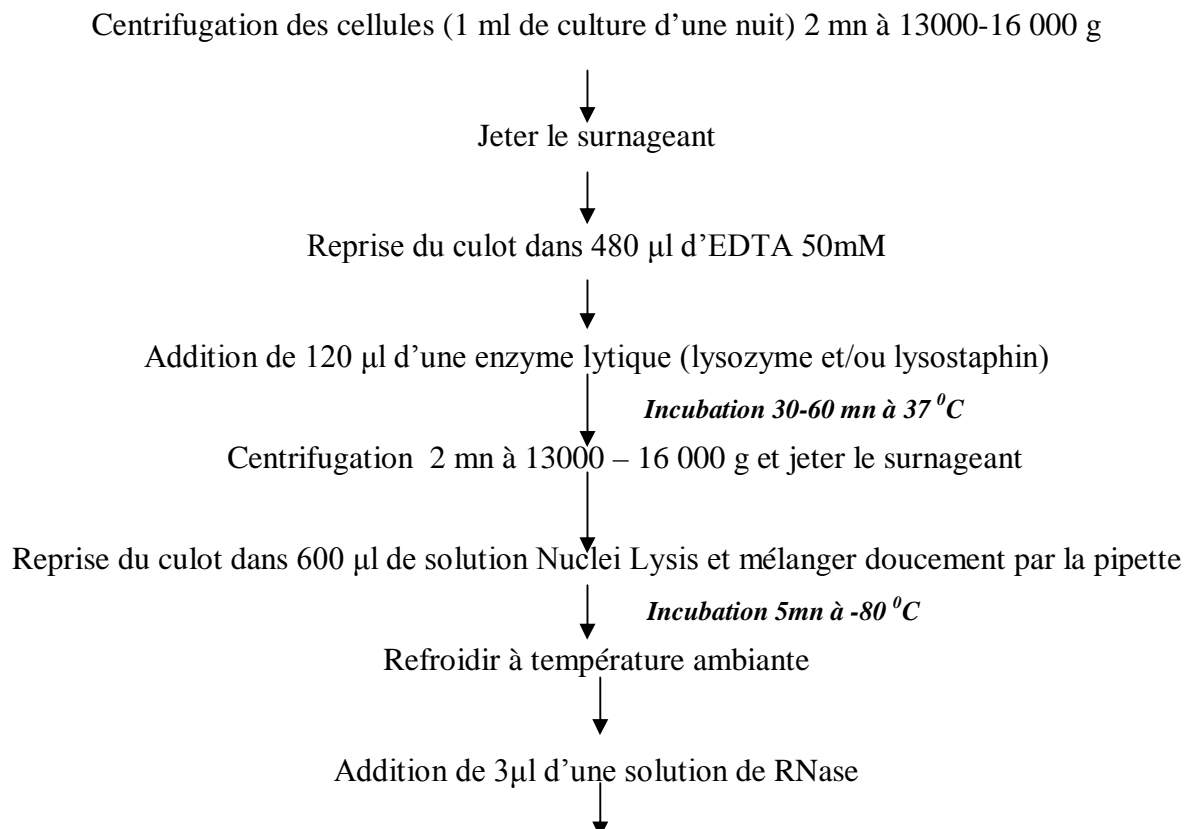 Centrifugation des cellules (1 ml de culture d’une nuit) 2 mn à 13000-16 000 g
Jeter le surnageant
Reprise du culot dans 480 µl d’EDTA 50mM
Addition de 120 µl d’une enzyme lytique (lysozyme et/ou lysostaphin)
Incubation 30-60 mn à 37 ⁰C
Centrifugation 2 mn à 13000 – 16 000 g et jeter le surnageant
Reprise du culot dans 600 µl de solution Nuclei Lysis et mélanger doucement par la pipette
Incubation 5mn à -80 ⁰C
Refroidir à température ambiante
Addition de 3µl d’une solution de RNase